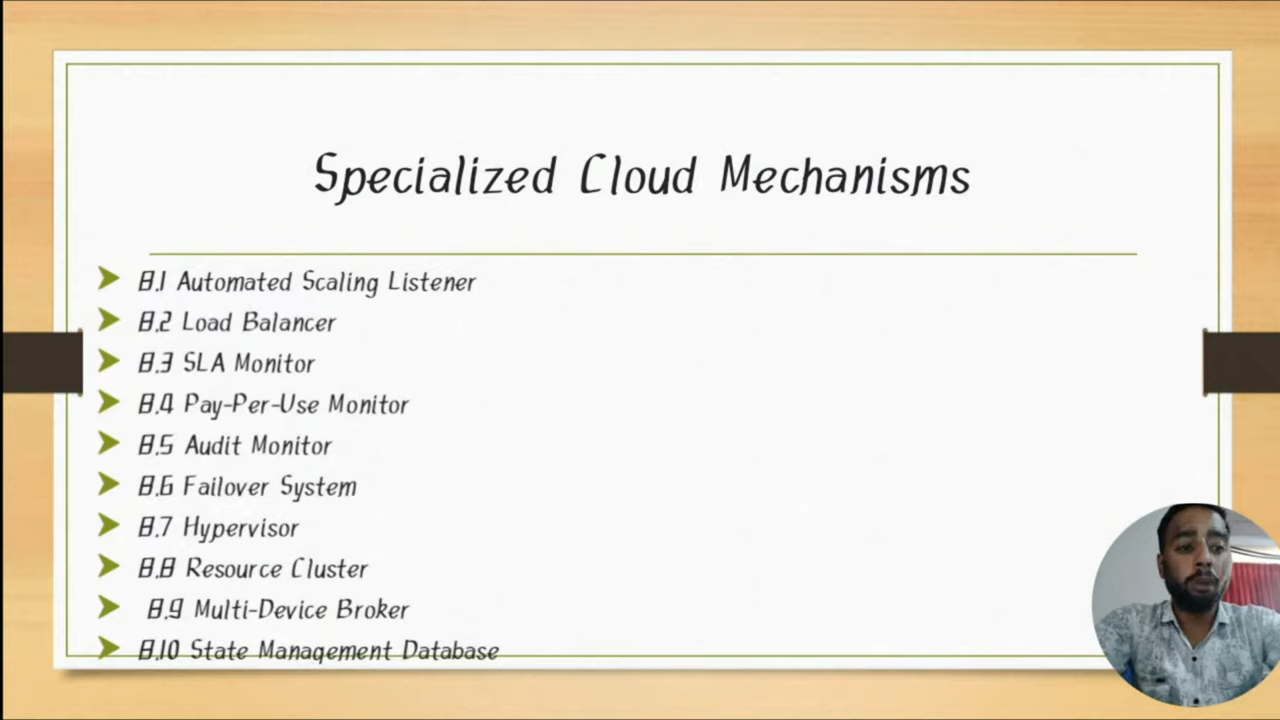 Specialized Cloud Mechanisms
8.1 Automated Scaling Listener
8.2 Load Balancer
8.3 SLA Monitor
8.4 Pay-Per-Use Monitor
8.5 Audit Monitor
8.6 Failover System
8.7 Hypervisor
8.8 Resource Cluster
8.9 Multi-Device Broker
8.10 State Management Database